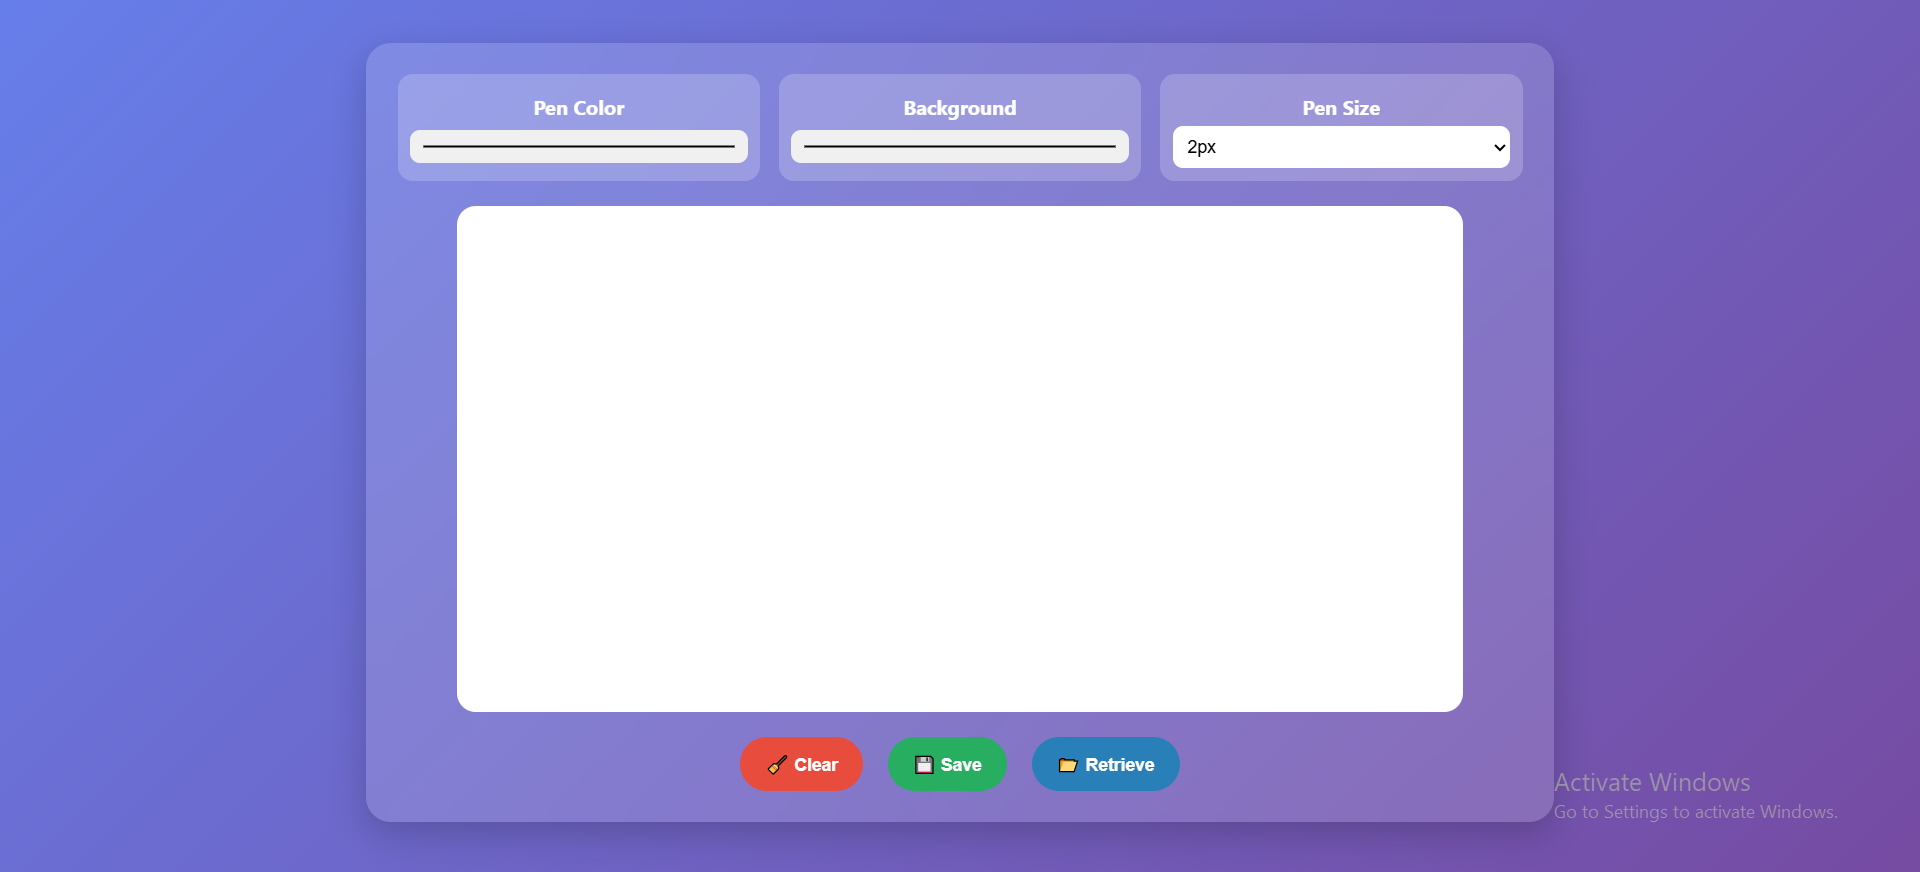 Pen Color
Background
Pen Size
2px
Clear
Save
Retrieve
Activate Windows
Go to Settings to activate Windows.